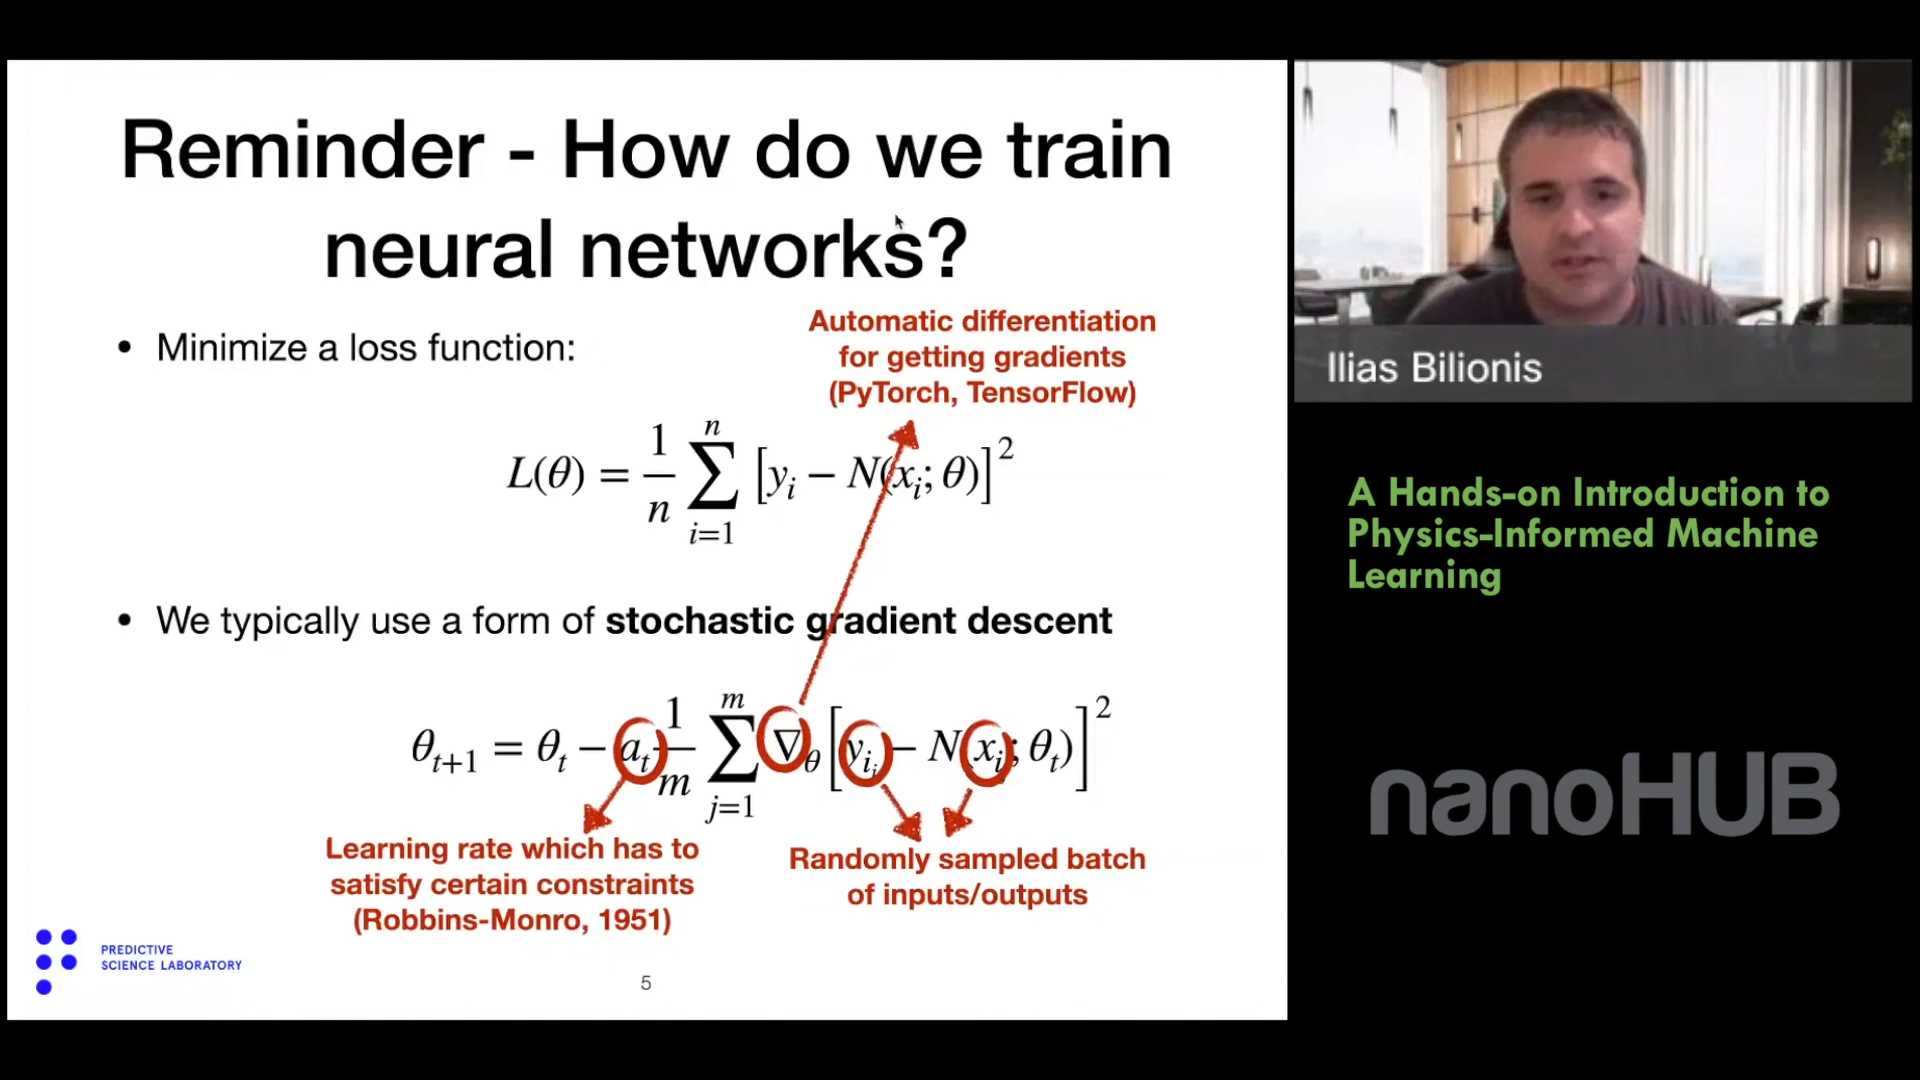 Reminder - How do we train
neural networks?
• Minimize a loss function:
Automatic differentiation
for getting gradients
(PyTorch, TensorFlow)
L(θ) = 1/n ∑_{i=1}^{n} [y_i − N(x_i; θ)]^2
• We typically use a form of stochastic gradient descent
θ_{t+1} = θ_t − a_t 1/m ∑_{j=1}^{m} ∇_θ [y_{i_j} − N(x_i; θ_t)]^2
Learning rate which has to
satisfy certain constraints
(Robbins-Monro, 1951)
Randomly sampled batch
of inputs/outputs
PREDICTIVE
SCIENCE LABORATORY
5
Ilias Bilionis
A Hands-on Introduction to
Physics-Informed Machine
Learning
nanoHUB